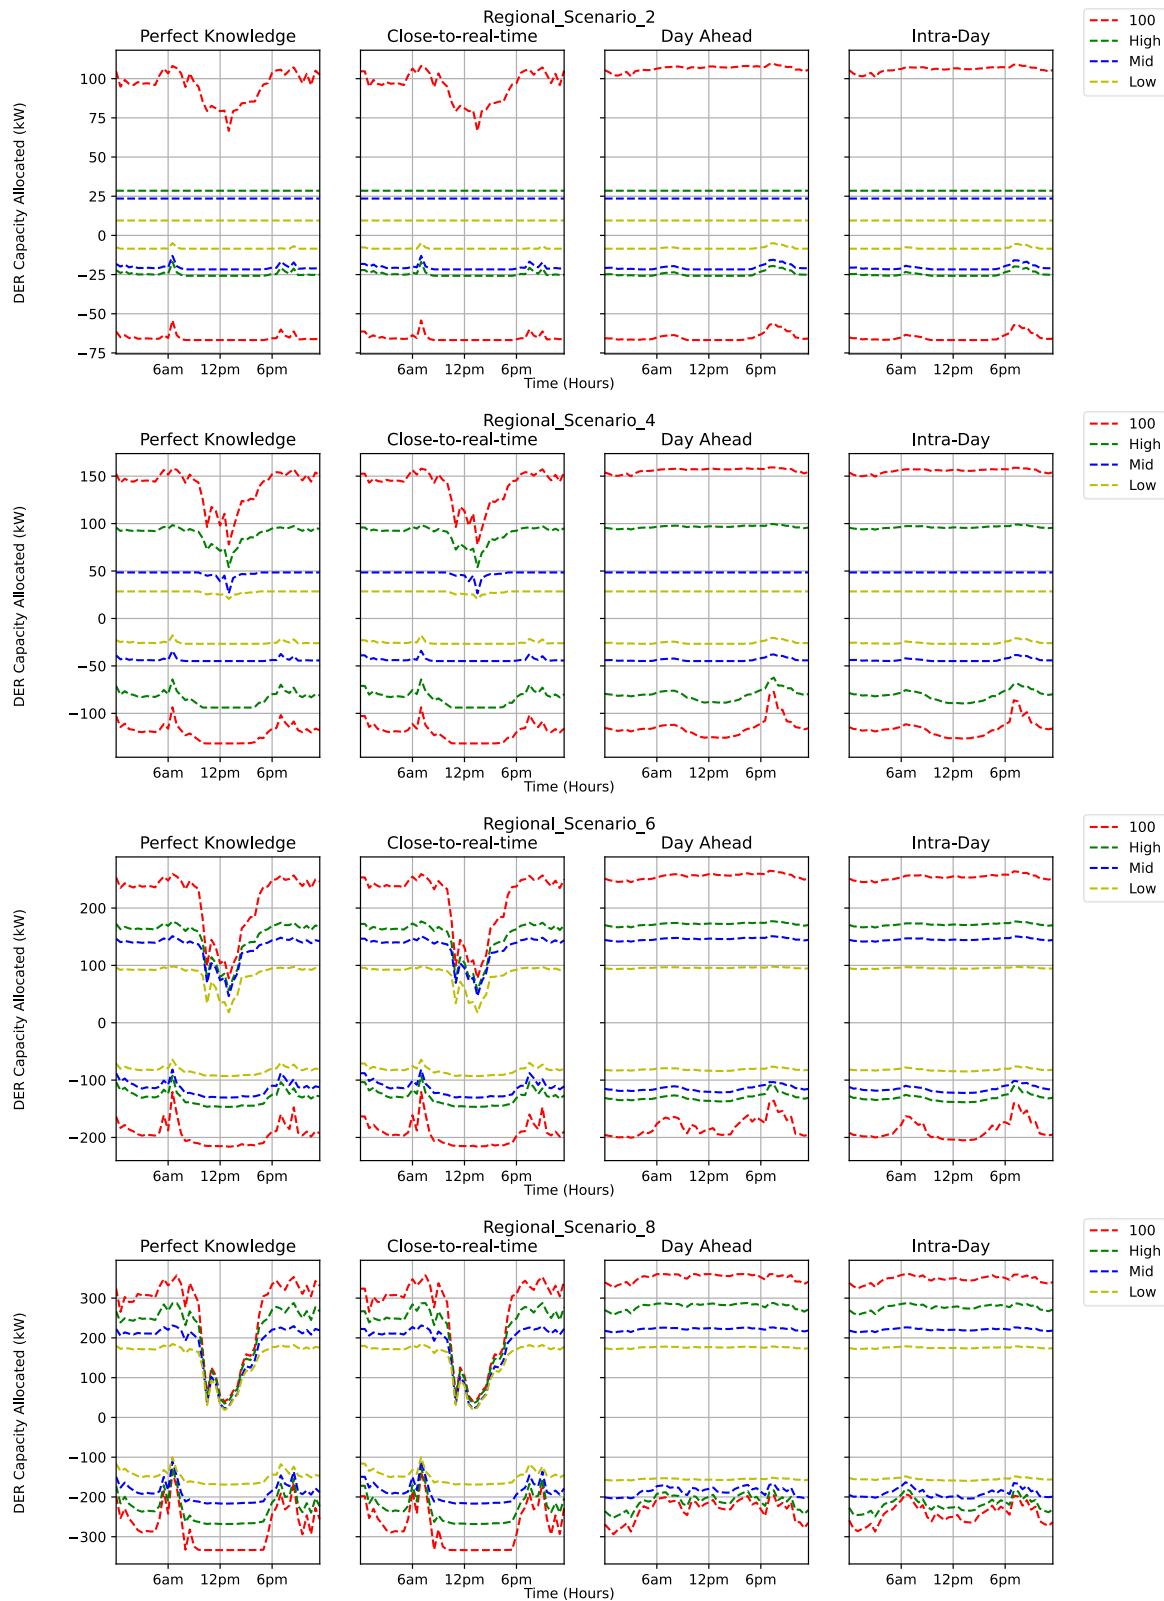 Regional_Scenario_2
Perfect Knowledge Close-to-real-time Day Ahead Intra-Day
100
High
Mid
Low
DER Capacity Allocated (kW)
100
75
50
25
0
−25
−50
−75
6am 12pm 6pm 6am 12pm 6pm 6am 12pm 6pm 6am 12pm 6pm
Time (Hours)
Regional_Scenario_4
Perfect Knowledge Close-to-real-time Day Ahead Intra-Day
100
High
Mid
Low
DER Capacity Allocated (kW)
150
100
50
0
−50
−100
6am 12pm 6pm 6am 12pm 6pm 6am 12pm 6pm 6am 12pm 6pm
Time (Hours)
Regional_Scenario_6
Perfect Knowledge Close-to-real-time Day Ahead Intra-Day
100
High
Mid
Low
DER Capacity Allocated (kW)
200
100
0
−100
−200
6am 12pm 6pm 6am 12pm 6pm 6am 12pm 6pm 6am 12pm 6pm
Time (Hours)
Regional_Scenario_8
Perfect Knowledge Close-to-real-time Day Ahead Intra-Day
100
High
Mid
Low
DER Capacity Allocated (kW)
300
200
100
0
−100
−200
−300
6am 12pm 6pm 6am 12pm 6pm 6am 12pm 6pm 6am 12pm 6pm
Time (Hours)